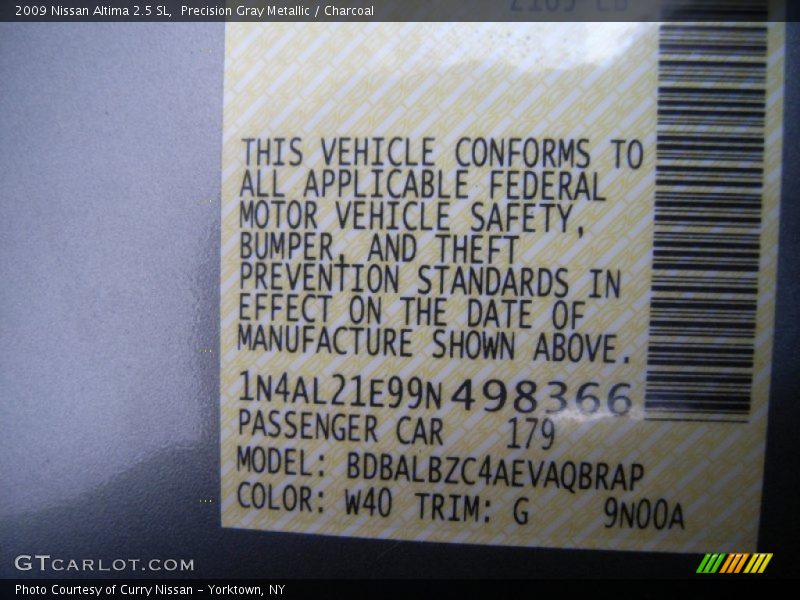 2009 Nissan Altima 2.5 SL, Precision Gray Metallic / Charcoal
THIS VEHICLE CONFORMS TO
ALL APPLICABLE FEDERAL
MOTOR VEHICLE SAFETY,
BUMPER, AND THEFT
PREVENTION STANDARDS IN
EFFECT ON THE DATE OF
MANUFACTURE SHOWN ABOVE.
1N4AL21E99N498366
PASSENGER CAR 179
MODEL: BDBALBZC4AEVAQBRAP
COLOR: W40 TRIM: G 9N00A
GTCARLOT.COM
Photo Courtesy of Curry Nissan - Yorktown, NY